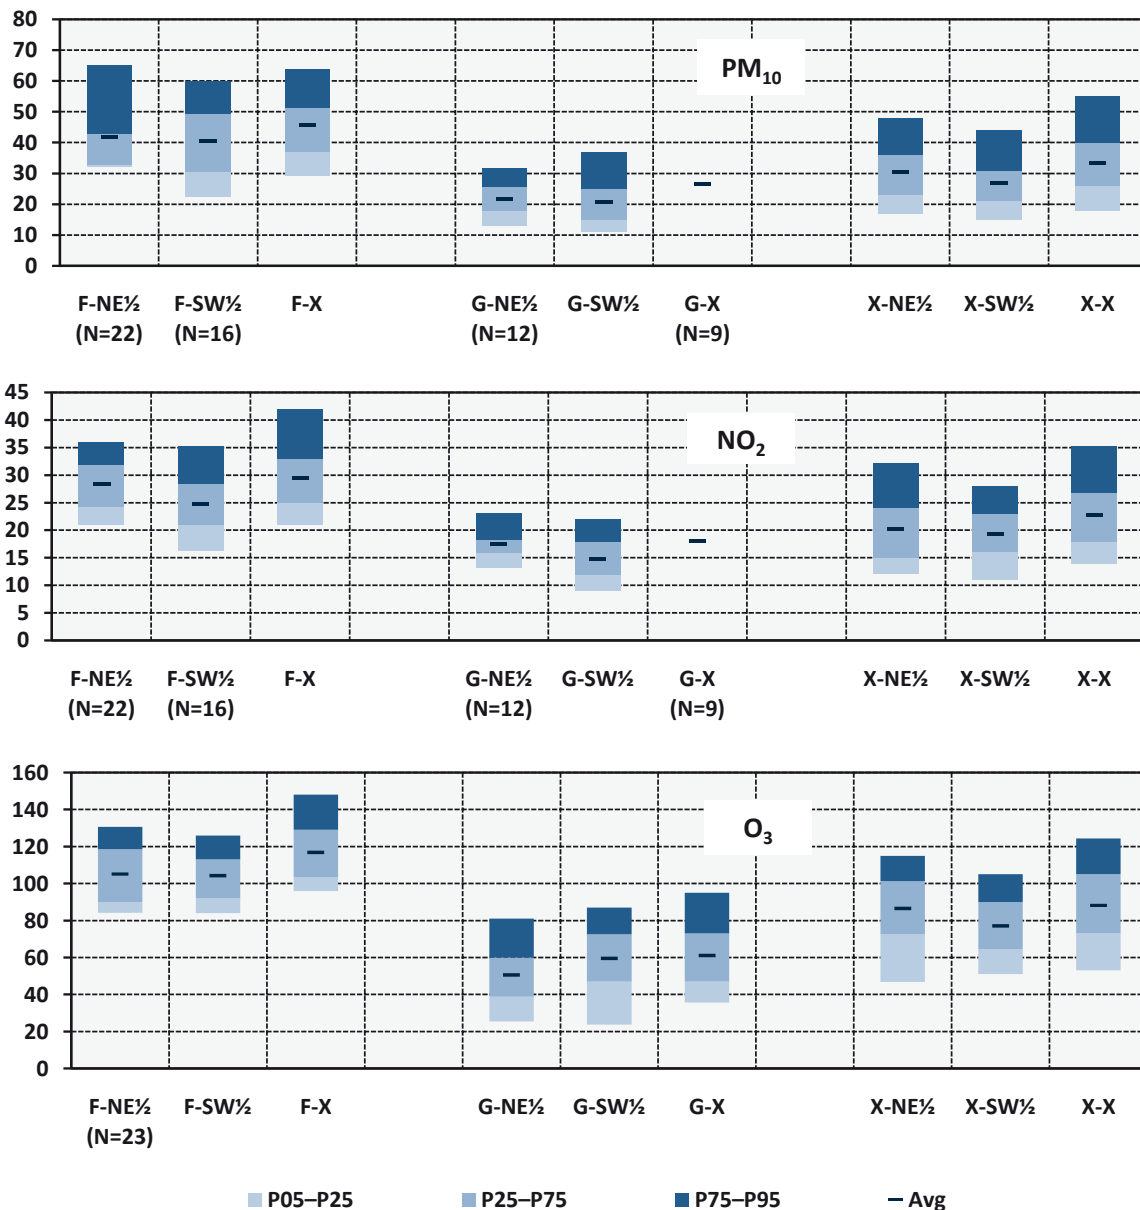 80
70
60
50
40
30
20
10
0
PM10
F-NE½ F-SW½ F-X G-NE½ G-SW½ G-X X-NE½ X-SW½ X-X
(N=22) (N=16) (N=12) (N=9)
45
40
35
30
25
20
15
10
5
0
NO2
F-NE½ F-SW½ F-X G-NE½ G-SW½ G-X X-NE½ X-SW½ X-X
(N=22) (N=16) (N=12) (N=9)
160
140
120
100
80
60
40
20
0
O3
F-NE½ F-SW½ F-X G-NE½ G-SW½ G-X X-NE½ X-SW½ X-X
(N=23)
P05–P25 P25–P75 P75–P95 Avg